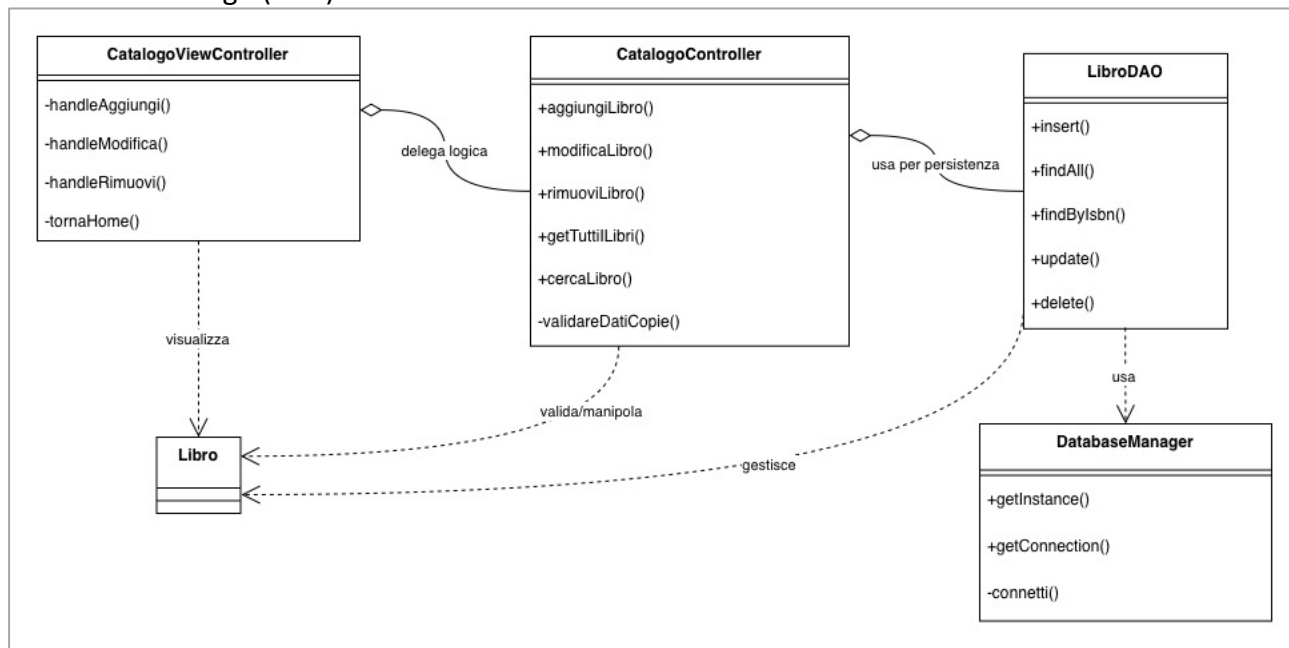 CatalogoViewController
-handleAggiungi()
-handleModifica()
-handleRimuovi()
-tornaHome()
delega logica
CatalogoController
+aggiungiLibro()
+modificaLibro()
+rimuoviLibro()
+getTuttiILibri()
+cercaLibro()
-validareDatiCopie()
usa per persistenza
LibroDAO
+insert()
+findAll()
+findByIsbn()
+update()
+delete()
visualizza
valida/manipola
gestisce
usa
Libro
DatabaseManager
+getInstance()
+getConnection()
-connetti()